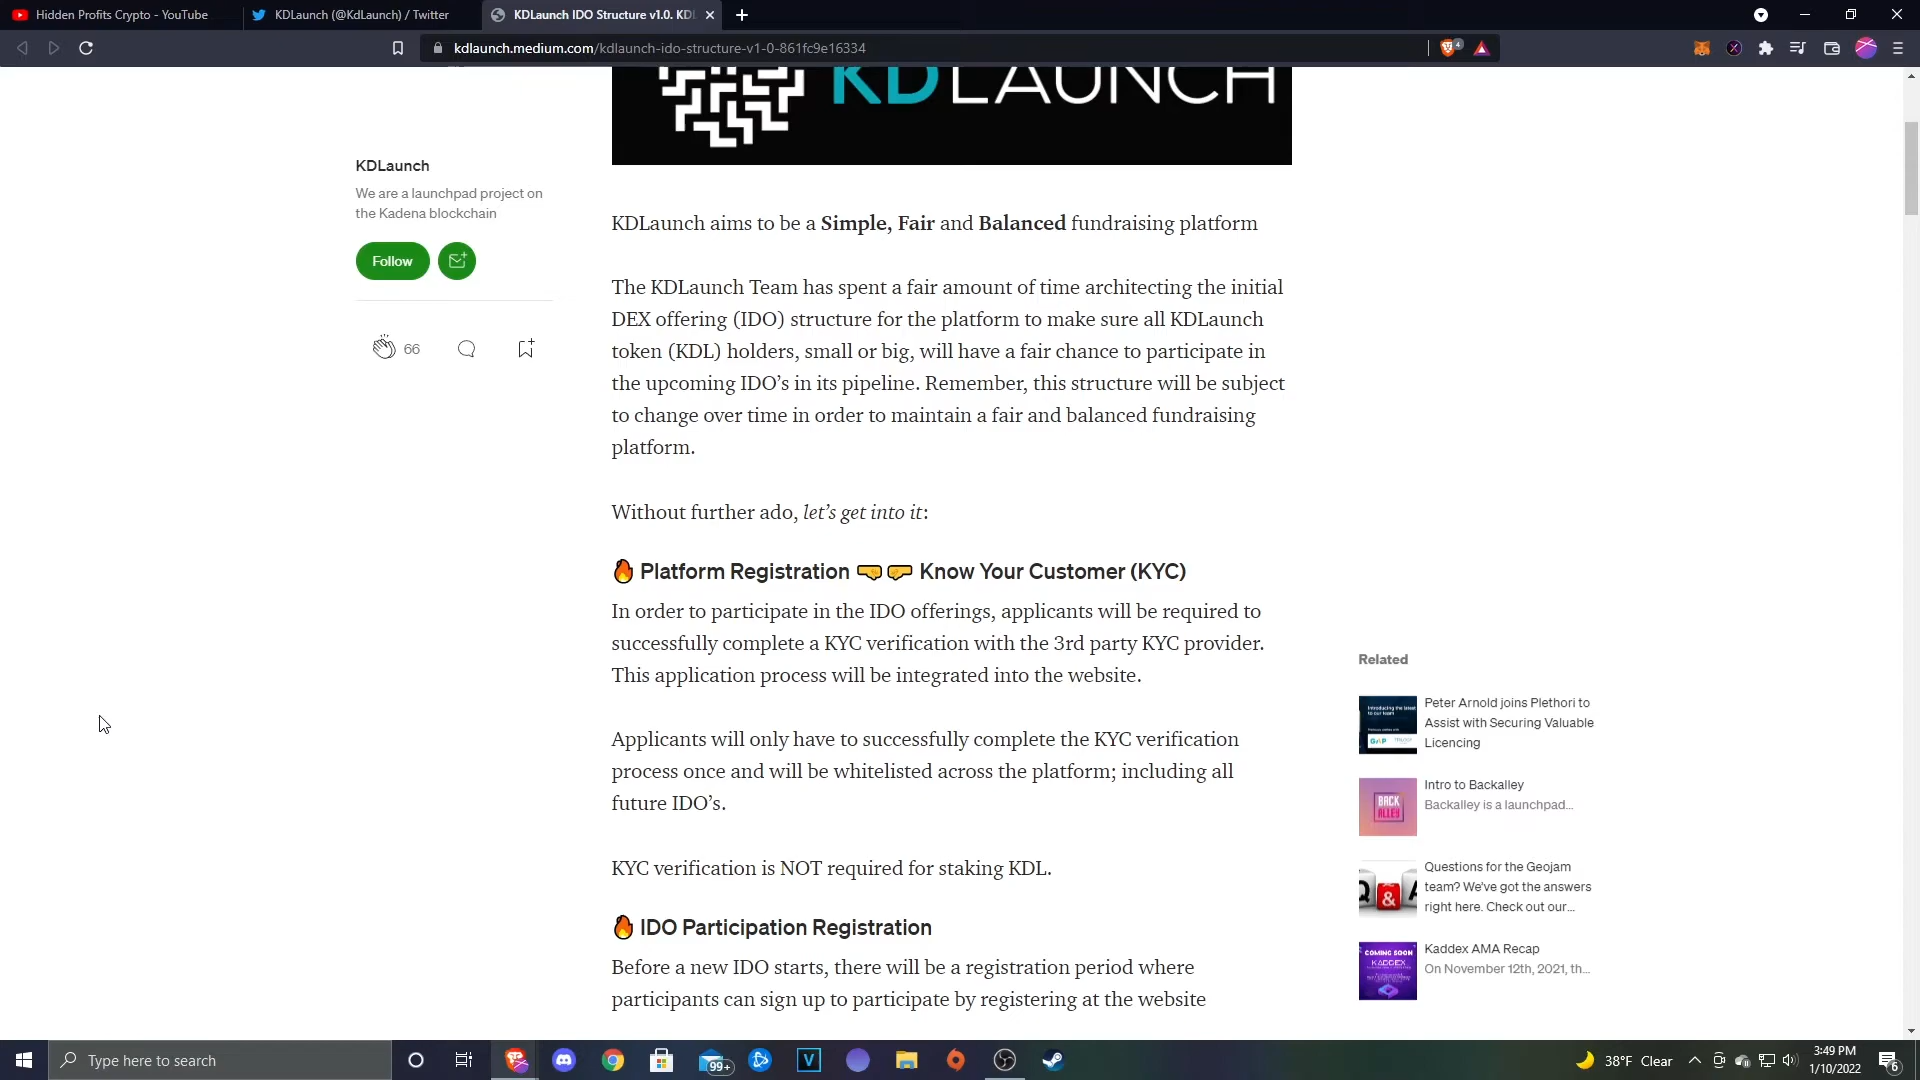 Hidden Profits Crypto - YouTube
KDLaunch (@KdLaunch) / Twitter
KDLaunch IDO Structure v1.0. KDL
kdlaunch.medium.com/kdlaunch-ido-structure-v1-0-861fc9e16334
4
KDLAUNCH
KDLaunch
We are a launchpad project on
the Kadena blockchain
Follow
66
KDLaunch aims to be a Simple, Fair and Balanced fundraising platform
The KDLaunch Team has spent a fair amount of time architecting the initial
DEX offering (IDO) structure for the platform to make sure all KDLaunch
token (KDL) holders, small or big, will have a fair chance to participate in
the upcoming IDO’s in its pipeline. Remember, this structure will be subject
to change over time in order to maintain a fair and balanced fundraising
platform.
Without further ado, let’s get into it:
🔥 Platform Registration 🤜🤛 Know Your Customer (KYC)
In order to participate in the IDO offerings, applicants will be required to
successfully complete a KYC verification with the 3rd party KYC provider.
This application process will be integrated into the website.
Applicants will only have to successfully complete the KYC verification
process once and will be whitelisted across the platform; including all
future IDO’s.
KYC verification is NOT required for staking KDL.
🔥 IDO Participation Registration
Before a new IDO starts, there will be a registration period where
participants can sign up to participate by registering at the website
Related
Peter Arnold joins Plethori to
Assist with Securing Valuable
Licencing
Intro to Backalley
Backalley is a launchpad...
BACK
ALLEY
Questions for the Geojam
team? We’ve got the answers
right here. Check out our...
Q & A
Kaddex AMA Recap
On November 12th, 2021, th...
COMING SOON
KADDEX
Type here to search
99+
V
38°F Clear
3:49 PM
1/10/2022
6